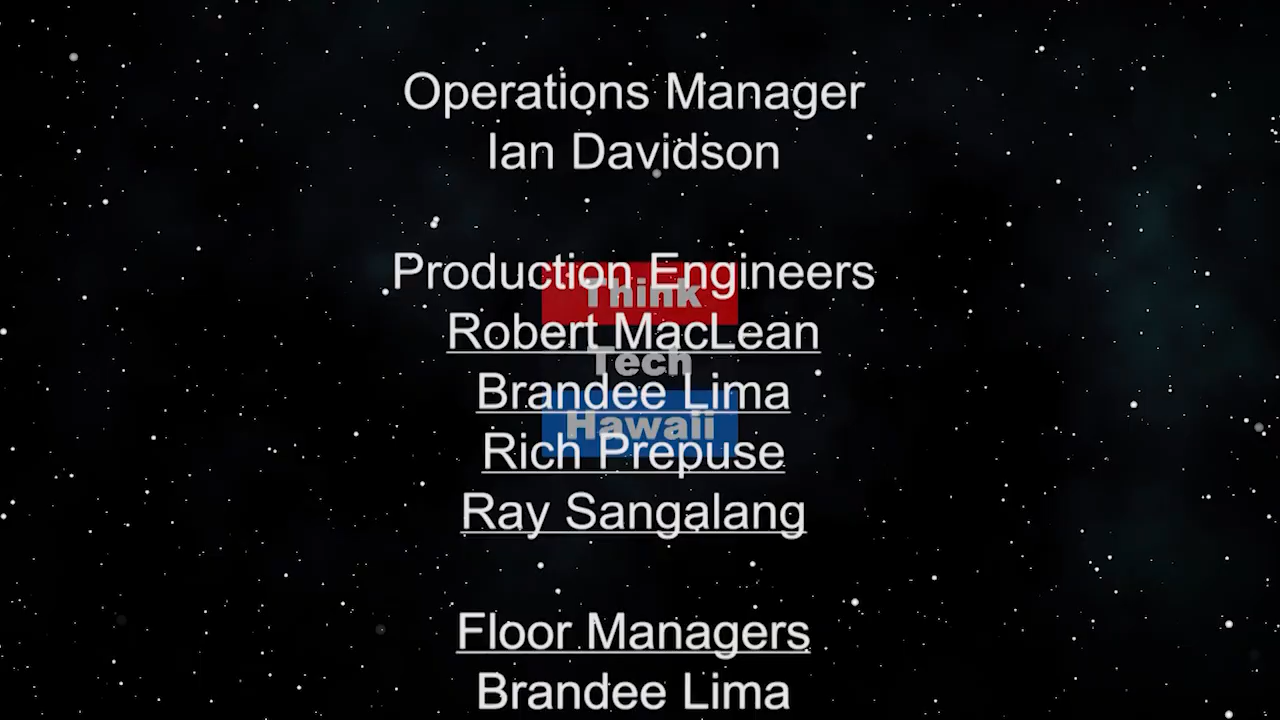 Operations Manager
Ian Davidson
Production Engineers
Think
Robert MacLean
Tech
Brandee Lima
Hawaii
Rich Prepuse
Ray Sangalang
Floor Managers
Brandee Lima